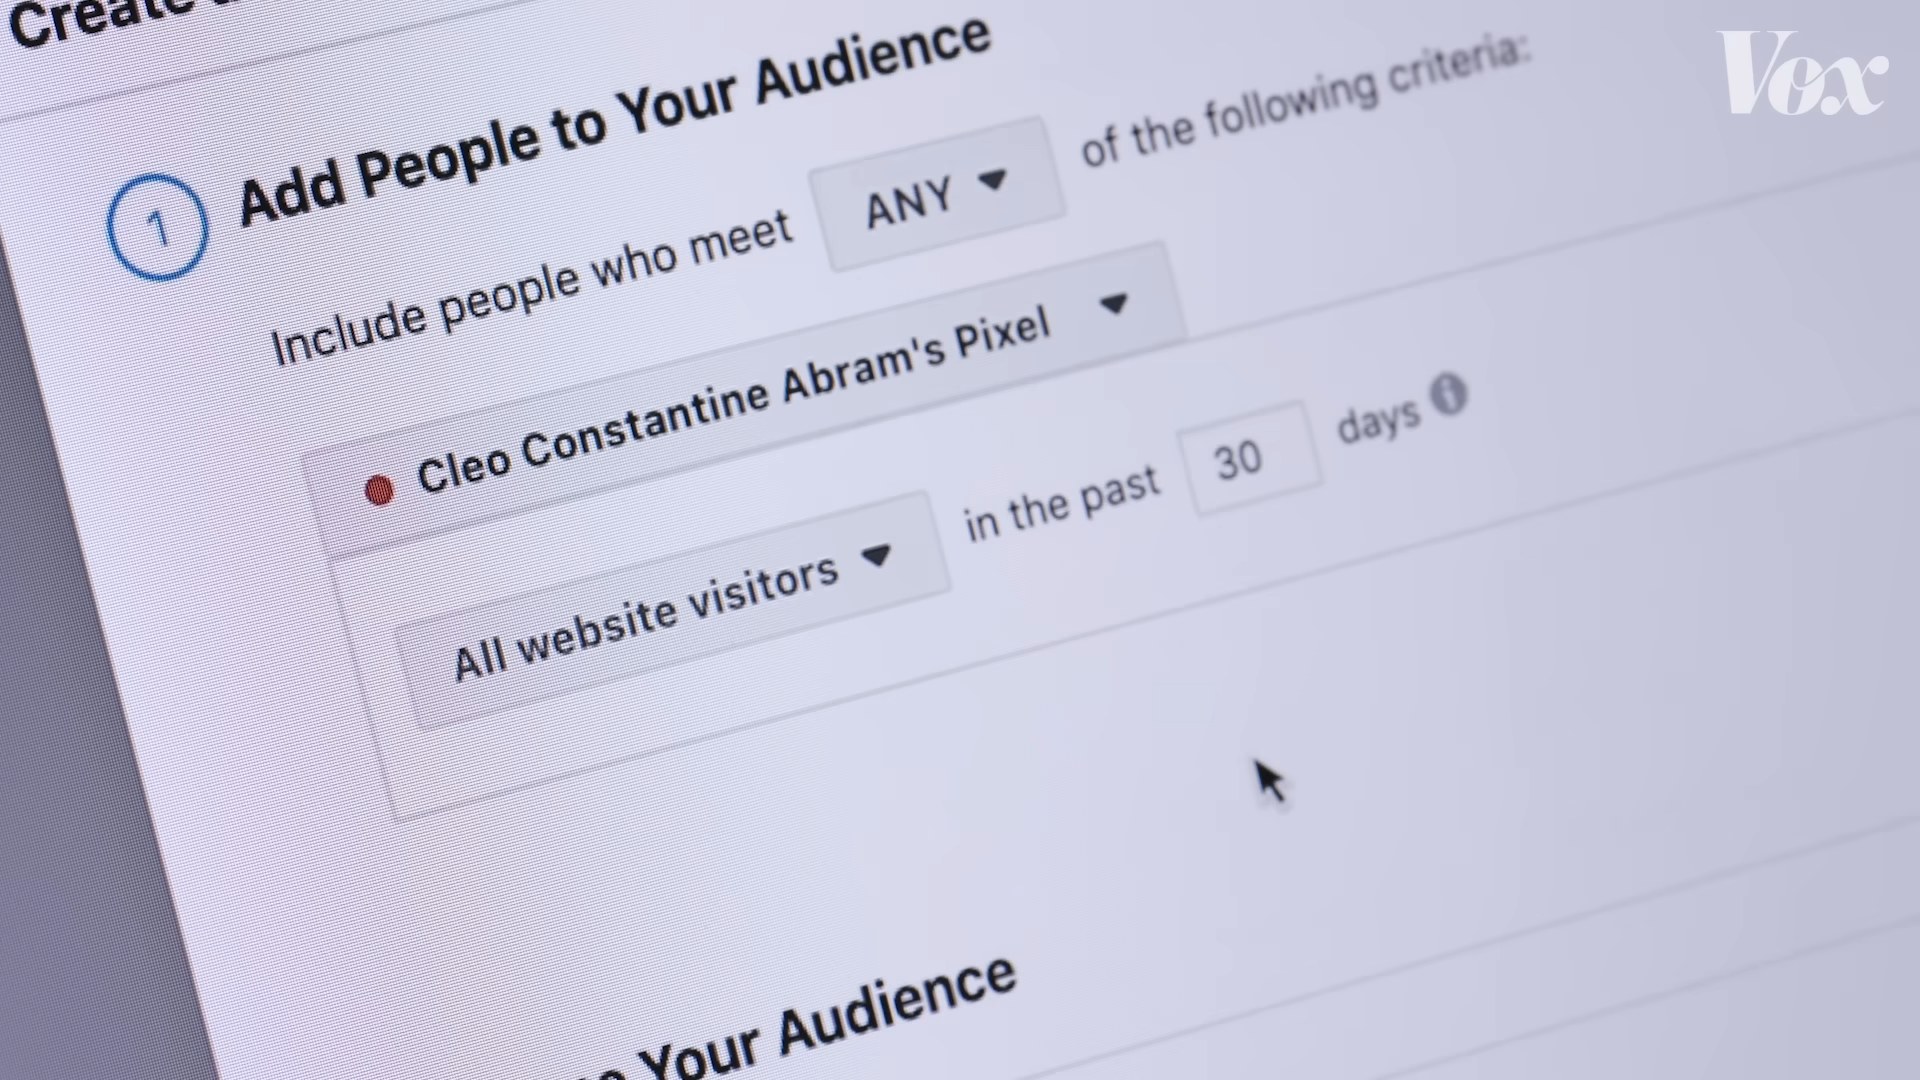 Create
Vox
1 Add People to Your Audience
Include people who meet ANY of the following criteria:
Cleo Constantine Abram's Pixel
All website visitors in the past 30 days
Your Audience